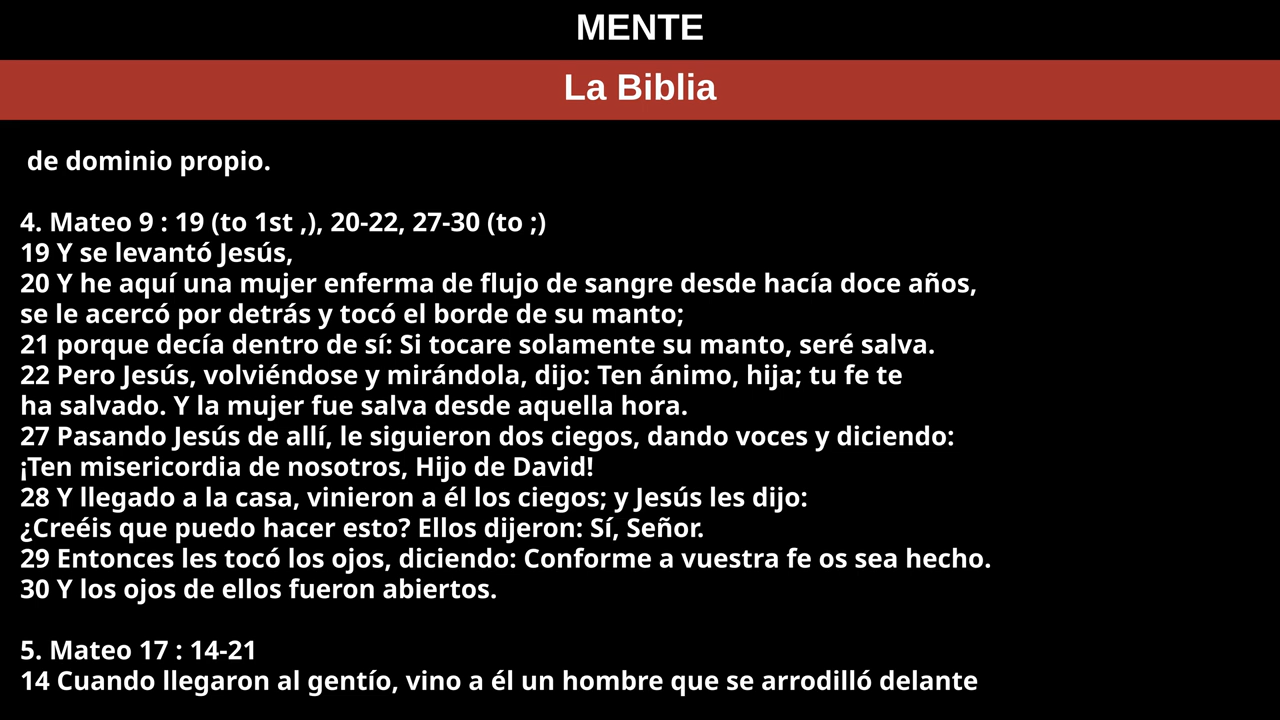 MENTE
La Biblia
de dominio propio.
4. Mateo 9 : 19 (to 1st ,), 20-22, 27-30 (to ;)
19 Y se levantó Jesús,
20 Y he aquí una mujer enferma de flujo de sangre desde hacía doce años,
se le acercó por detrás y tocó el borde de su manto;
21 porque decía dentro de sí: Si tocare solamente su manto, seré salva.
22 Pero Jesús, volviéndose y mirándola, dijo: Ten ánimo, hija; tu fe te
ha salvado. Y la mujer fue salva desde aquella hora.
27 Pasando Jesús de allí, le siguieron dos ciegos, dando voces y diciendo:
¡Ten misericordia de nosotros, Hijo de David!
28 Y llegado a la casa, vinieron a él los ciegos; y Jesús les dijo:
¿Creéis que puedo hacer esto? Ellos dijeron: Sí, Señor.
29 Entonces les tocó los ojos, diciendo: Conforme a vuestra fe os sea hecho.
30 Y los ojos de ellos fueron abiertos.
5. Mateo 17 : 14-21
14 Cuando llegaron al gentío, vino a él un hombre que se arrodilló delante